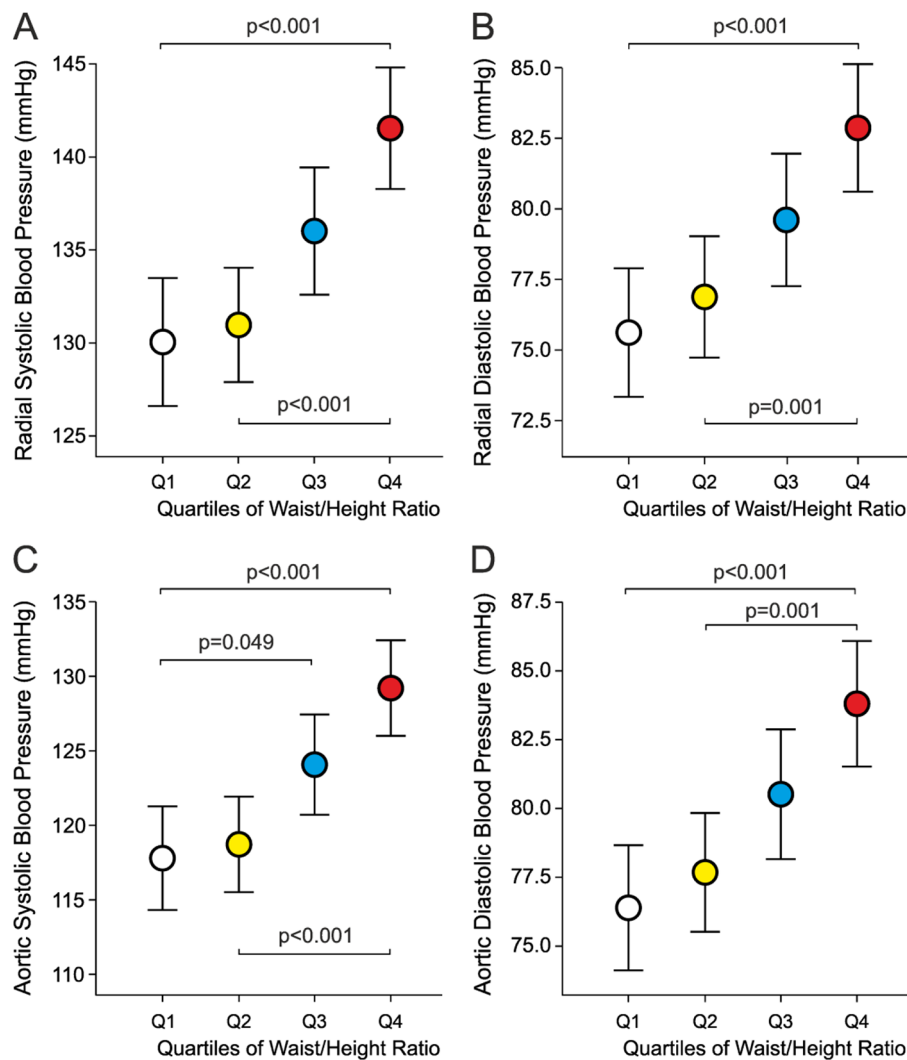 A
p<0.001
Radial Systolic Blood Pressure (mmHg)
145
140
135
130
125
p<0.001
Q1 Q2 Q3 Q4
Quartiles of Waist/Height Ratio
B
p<0.001
Radial Diastolic Blood Pressure (mmHg)
85.0
82.5
80.0
77.5
75.0
72.5
p=0.001
Q1 Q2 Q3 Q4
Quartiles of Waist/Height Ratio
C
p<0.001
p=0.049
Aortic Systolic Blood Pressure (mmHg)
135
130
125
120
115
110
p<0.001
Q1 Q2 Q3 Q4
Quartiles of Waist/Height Ratio
D
p<0.001
p=0.001
Aortic Diastolic Blood Pressure (mmHg)
87.5
85.0
82.5
80.0
77.5
75.0
Q1 Q2 Q3 Q4
Quartiles of Waist/Height Ratio